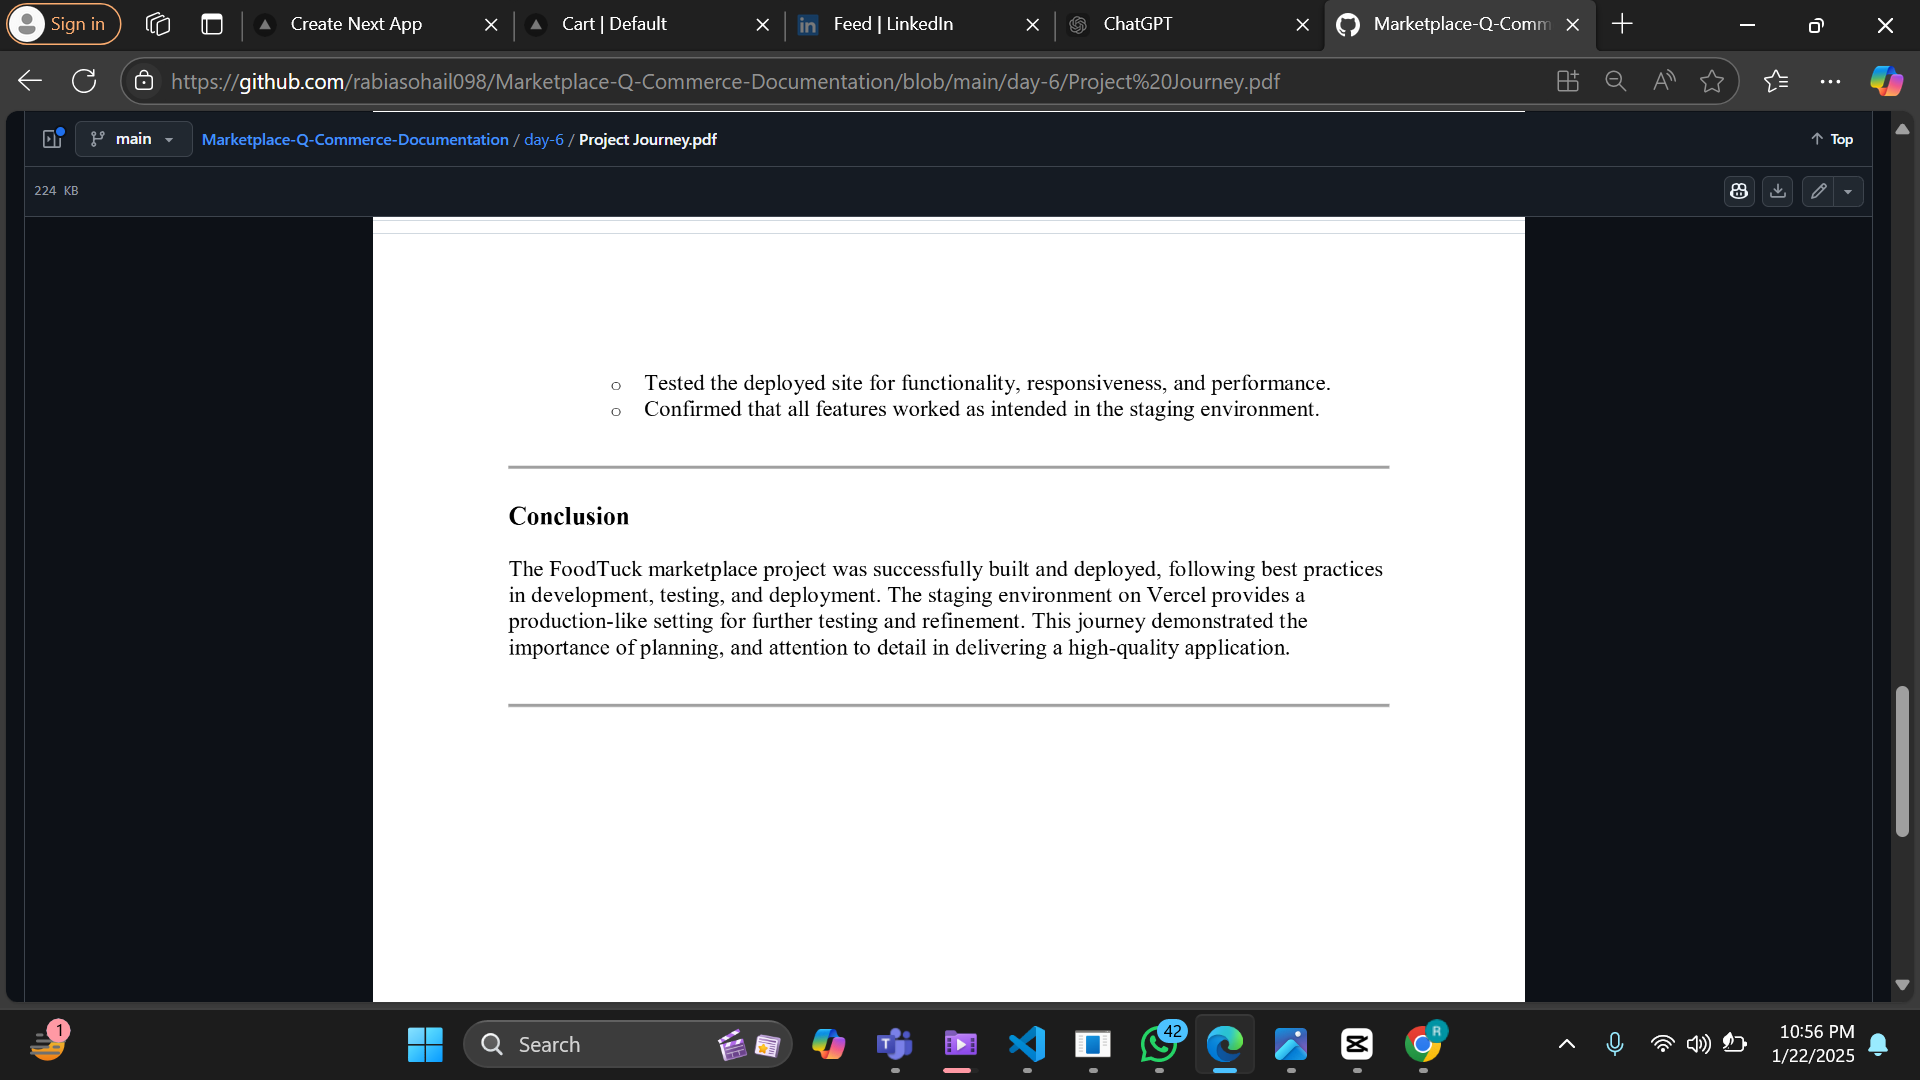 Sign in
Create Next App
Cart | Default
Feed | LinkedIn
ChatGPT
Marketplace-Q-Comm
https://github.com/rabiasohail098/Marketplace-Q-Commerce-Documentation/blob/main/day-6/Project%20Journey.pdf
main
Marketplace-Q-Commerce-Documentation / day-6 / Project Journey.pdf
Top
224 KB
Tested the deployed site for functionality, responsiveness, and performance.
Confirmed that all features worked as intended in the staging environment.
Conclusion
The FoodTuck marketplace project was successfully built and deployed, following best practices
in development, testing, and deployment. The staging environment on Vercel provides a
production-like setting for further testing and refinement. This journey demonstrated the
importance of planning, and attention to detail in delivering a high-quality application.
1
Search
42
R
10:56 PM
1/22/2025